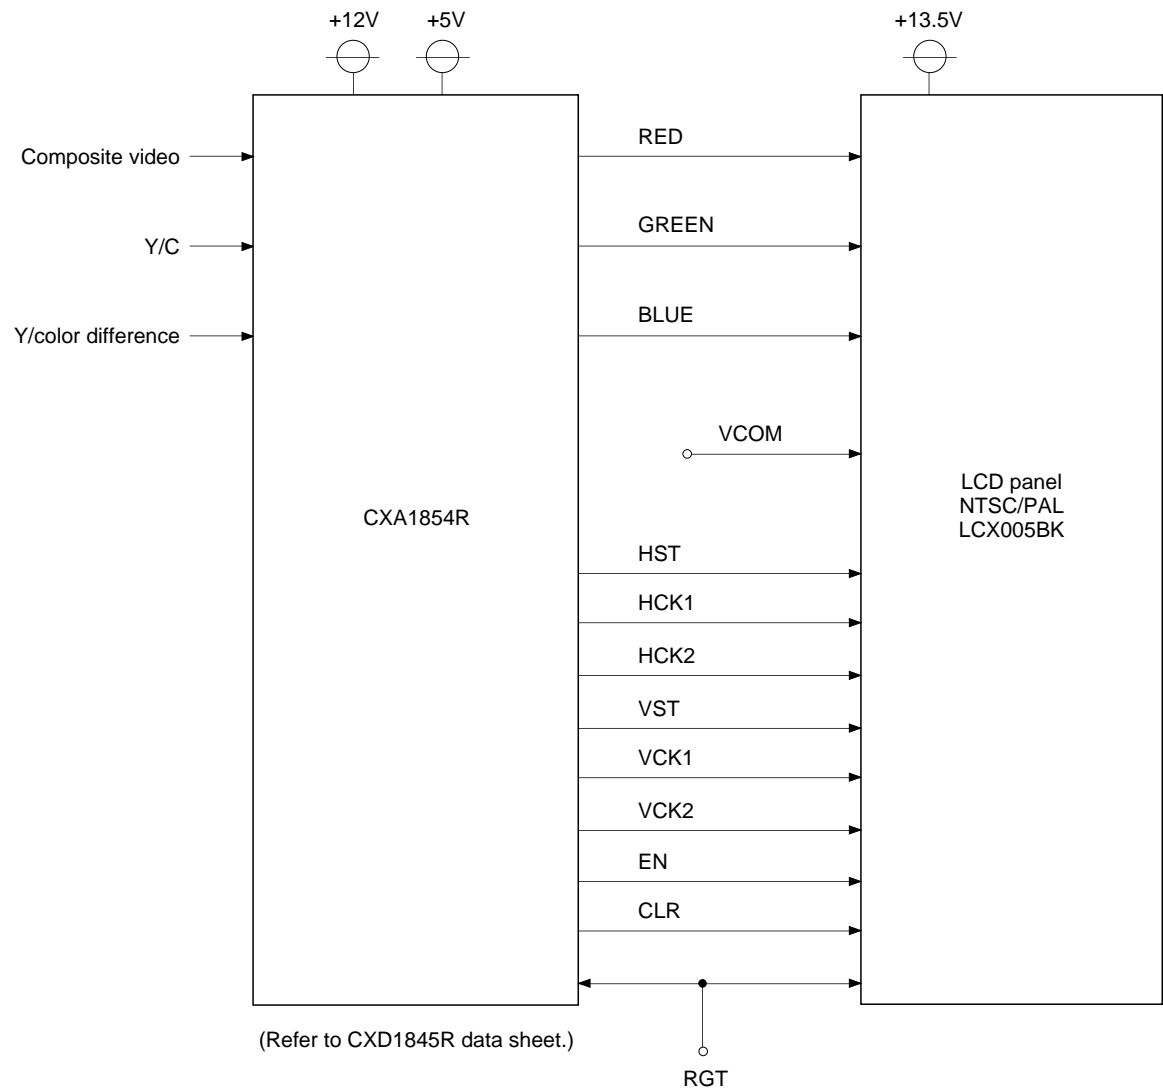 +12V
+5V
+13.5V
Composite video
RED
Y/C
GREEN
Y/color difference
BLUE
VCOM
CXA1854R
LCD panel
NTSC/PAL
LCX005BK
HST
HCK1
HCK2
VST
VCK1
VCK2
EN
CLR
(Refer to CXD1845R data sheet.)
RGT